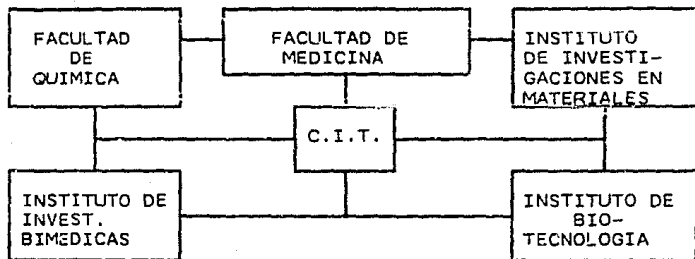 FACULTAD
DE
QUIMICA
FACULTAD DE
MEDICINA
INSTITUTO
DE INVESTI-
GACIONES EN
MATERIALES
C.I.T.
INSTITUTO DE
INVEST.
BIMEDICAS
INSTITUTO DE
BIO-
TECNOLOGIA